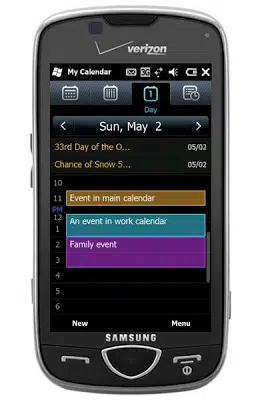 verizon
My Calendar
3G
1
Day
Sun, May 2
33rd Day of the O... 05/02
Chance of Snow 5... 05/02
10
11 Event in main calendar
PM
12 An event in work calendar
1
2 Family event
3
4
5
6
New Menu
SAMSUNG